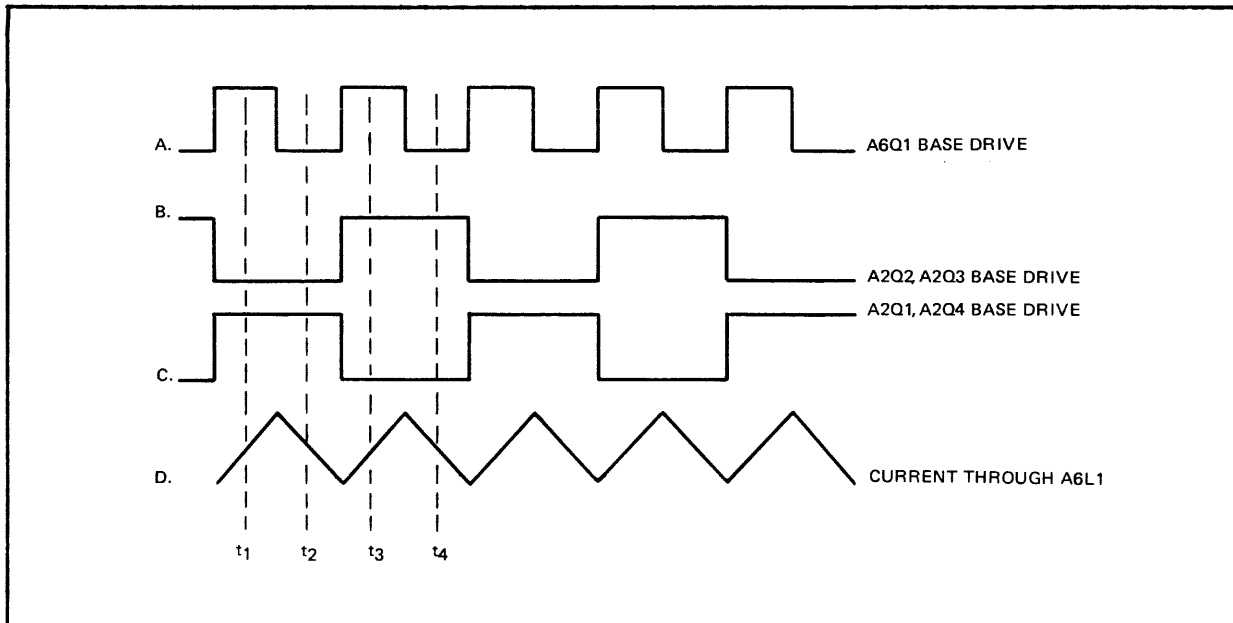 A. A6Q1 BASE DRIVE
B.
A2Q2, A2Q3 BASE DRIVE
A2Q1, A2Q4 BASE DRIVE
C.
D. CURRENT THROUGH A6L1
t1 t2 t3 t4